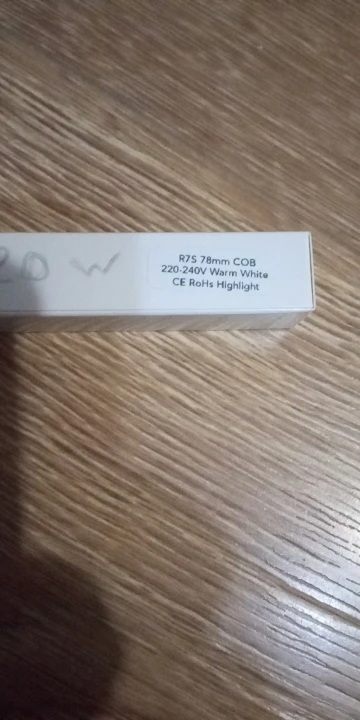 R7S 78mm COB
220-240V Warm White
CE RoHs Highlight
W